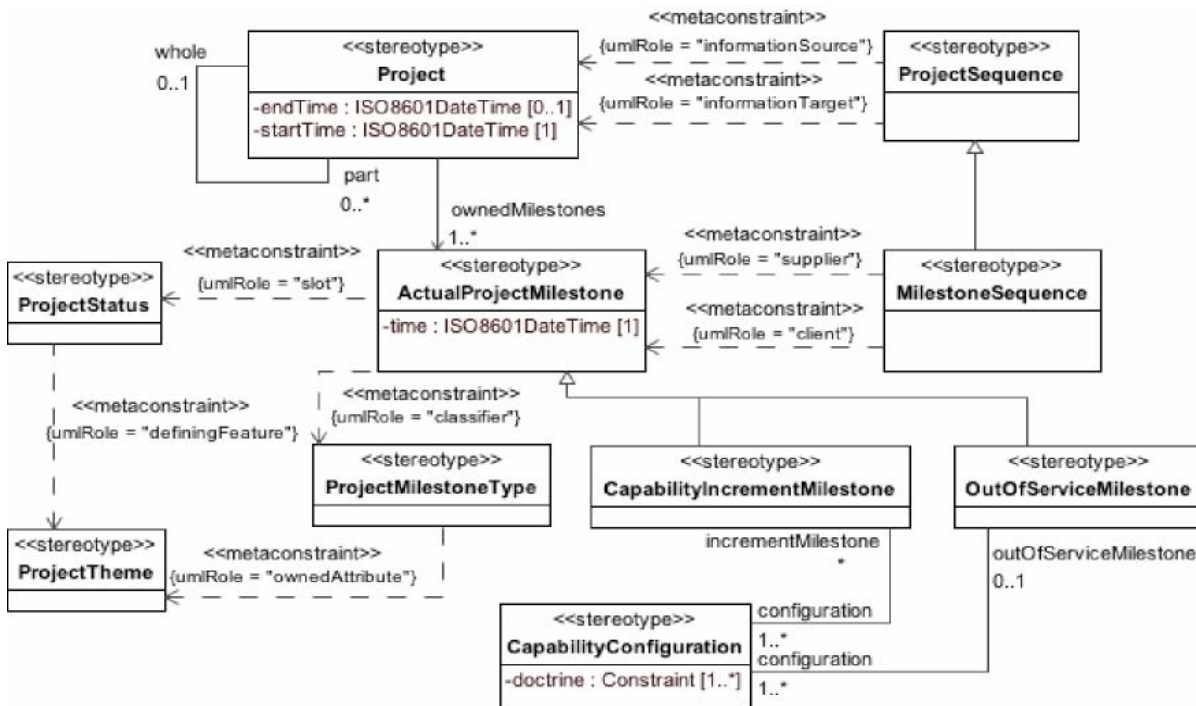 <<metaconstraint>>
whole
<<stereotype>>
{umlRole = "informationSource"}
<<stereotype>>
Project
ProjectSequence
0..1
<<metaconstraint>>
-endTime : ISO8601DateTime [0..1]
{umlRole = "informationTarget"}
-startTime : ISO8601DateTime [1]
part
0..*
ownedMilestones
1..*
<<metaconstraint>>
<<metaconstraint>>
<<stereotype>>
{umlRole = "slot"}
<<stereotype>>
{umlRole = "supplier"}
<<stereotype>>
ProjectStatus
ActualProjectMilestone
MilestoneSequence
-time : ISO8601DateTime [1]
<<metaconstraint>>
{umlRole = "client"}
<<metaconstraint>>
{umlRole = "definingFeature"}
<<metaconstraint>>
{umlRole = "classifier"}
<<stereotype>>
ProjectMilestoneType
<<stereotype>>
CapabilityIncrementMilestone
<<stereotype>>
OutOfServiceMilestone
<<stereotype>>
ProjectTheme
<<metaconstraint>>
{umlRole = "ownedAttribute"}
incrementMilestone
*
outOfServiceMilestone
0..1
<<stereotype>>
CapabilityConfiguration
-doctrine : Constraint [1..*]
configuration
1..*
configuration
1..*